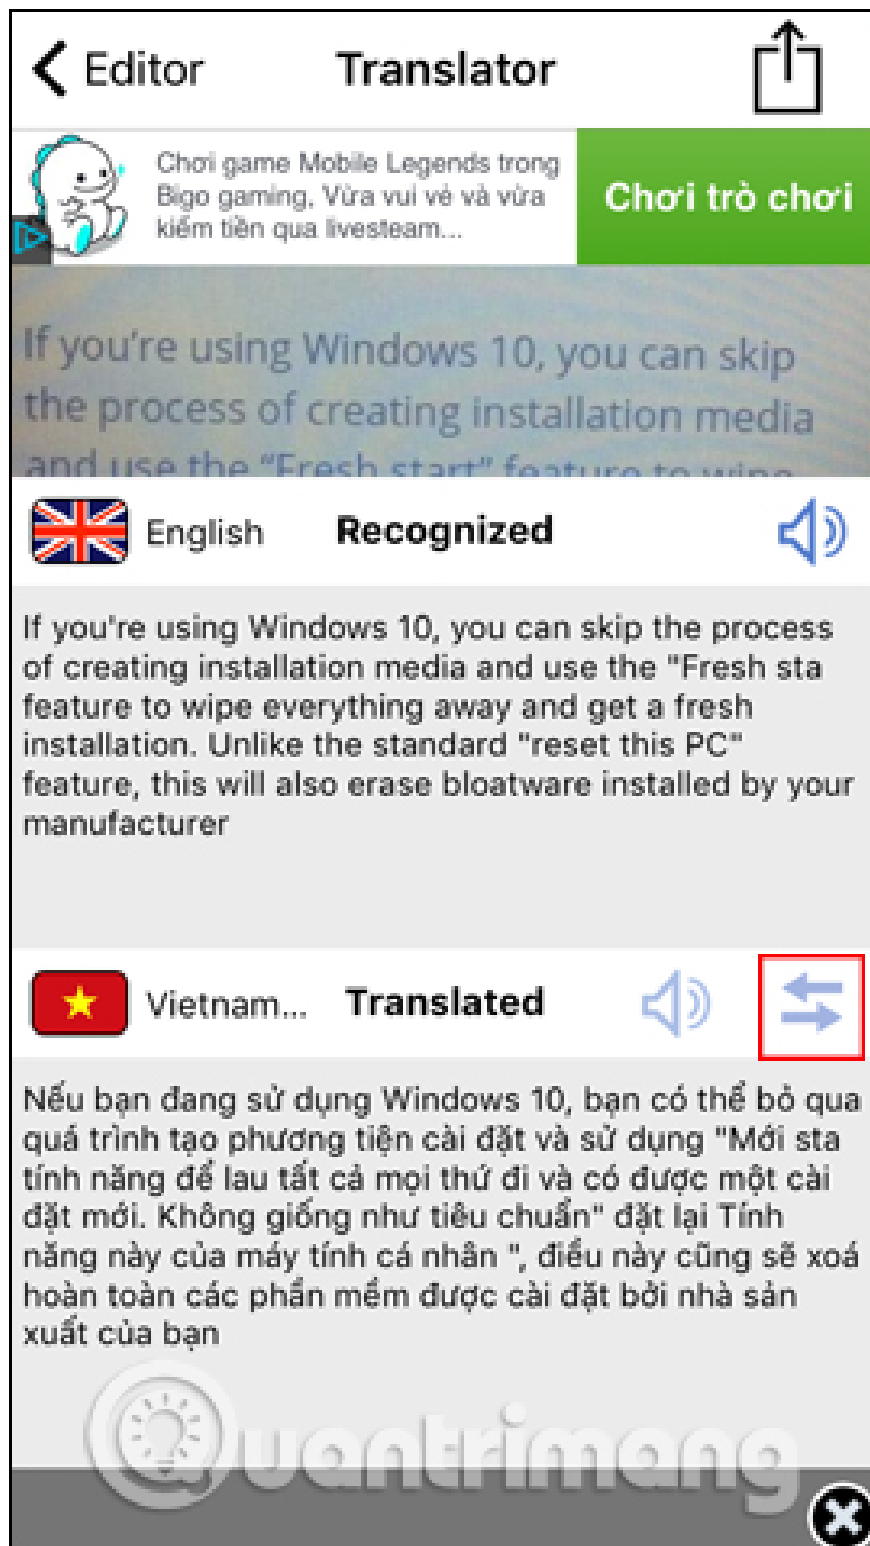 Editor Translator
Chơi game Mobile Legends trong
Bigo gaming, Vừa vui vẻ và vừa
kiếm tiền qua livesteam...
Chơi trò chơi
If you're using Windows 10, you can skip
the process of creating installation media
and use the “Fresh start” feature to wipe
English Recognized
If you're using Windows 10, you can skip the process
of creating installation media and use the "Fresh sta
feature to wipe everything away and get a fresh
installation. Unlike the standard "reset this PC"
feature, this will also erase bloatware installed by your
manufacturer
Vietnam... Translated
Nếu bạn đang sử dụng Windows 10, bạn có thể bỏ qua
quá trình tạo phương tiện cài đặt và sử dụng "Mới sta
tính năng để lau tất cả mọi thứ đi và có được một cài
đặt mới. Không giống như tiêu chuẩn" đặt lại Tính
năng này của máy tính cá nhân ", điều này cũng sẽ xoá
hoàn toàn các phần mềm được cài đặt bởi nhà sản
xuất của bạn
Quantrimang